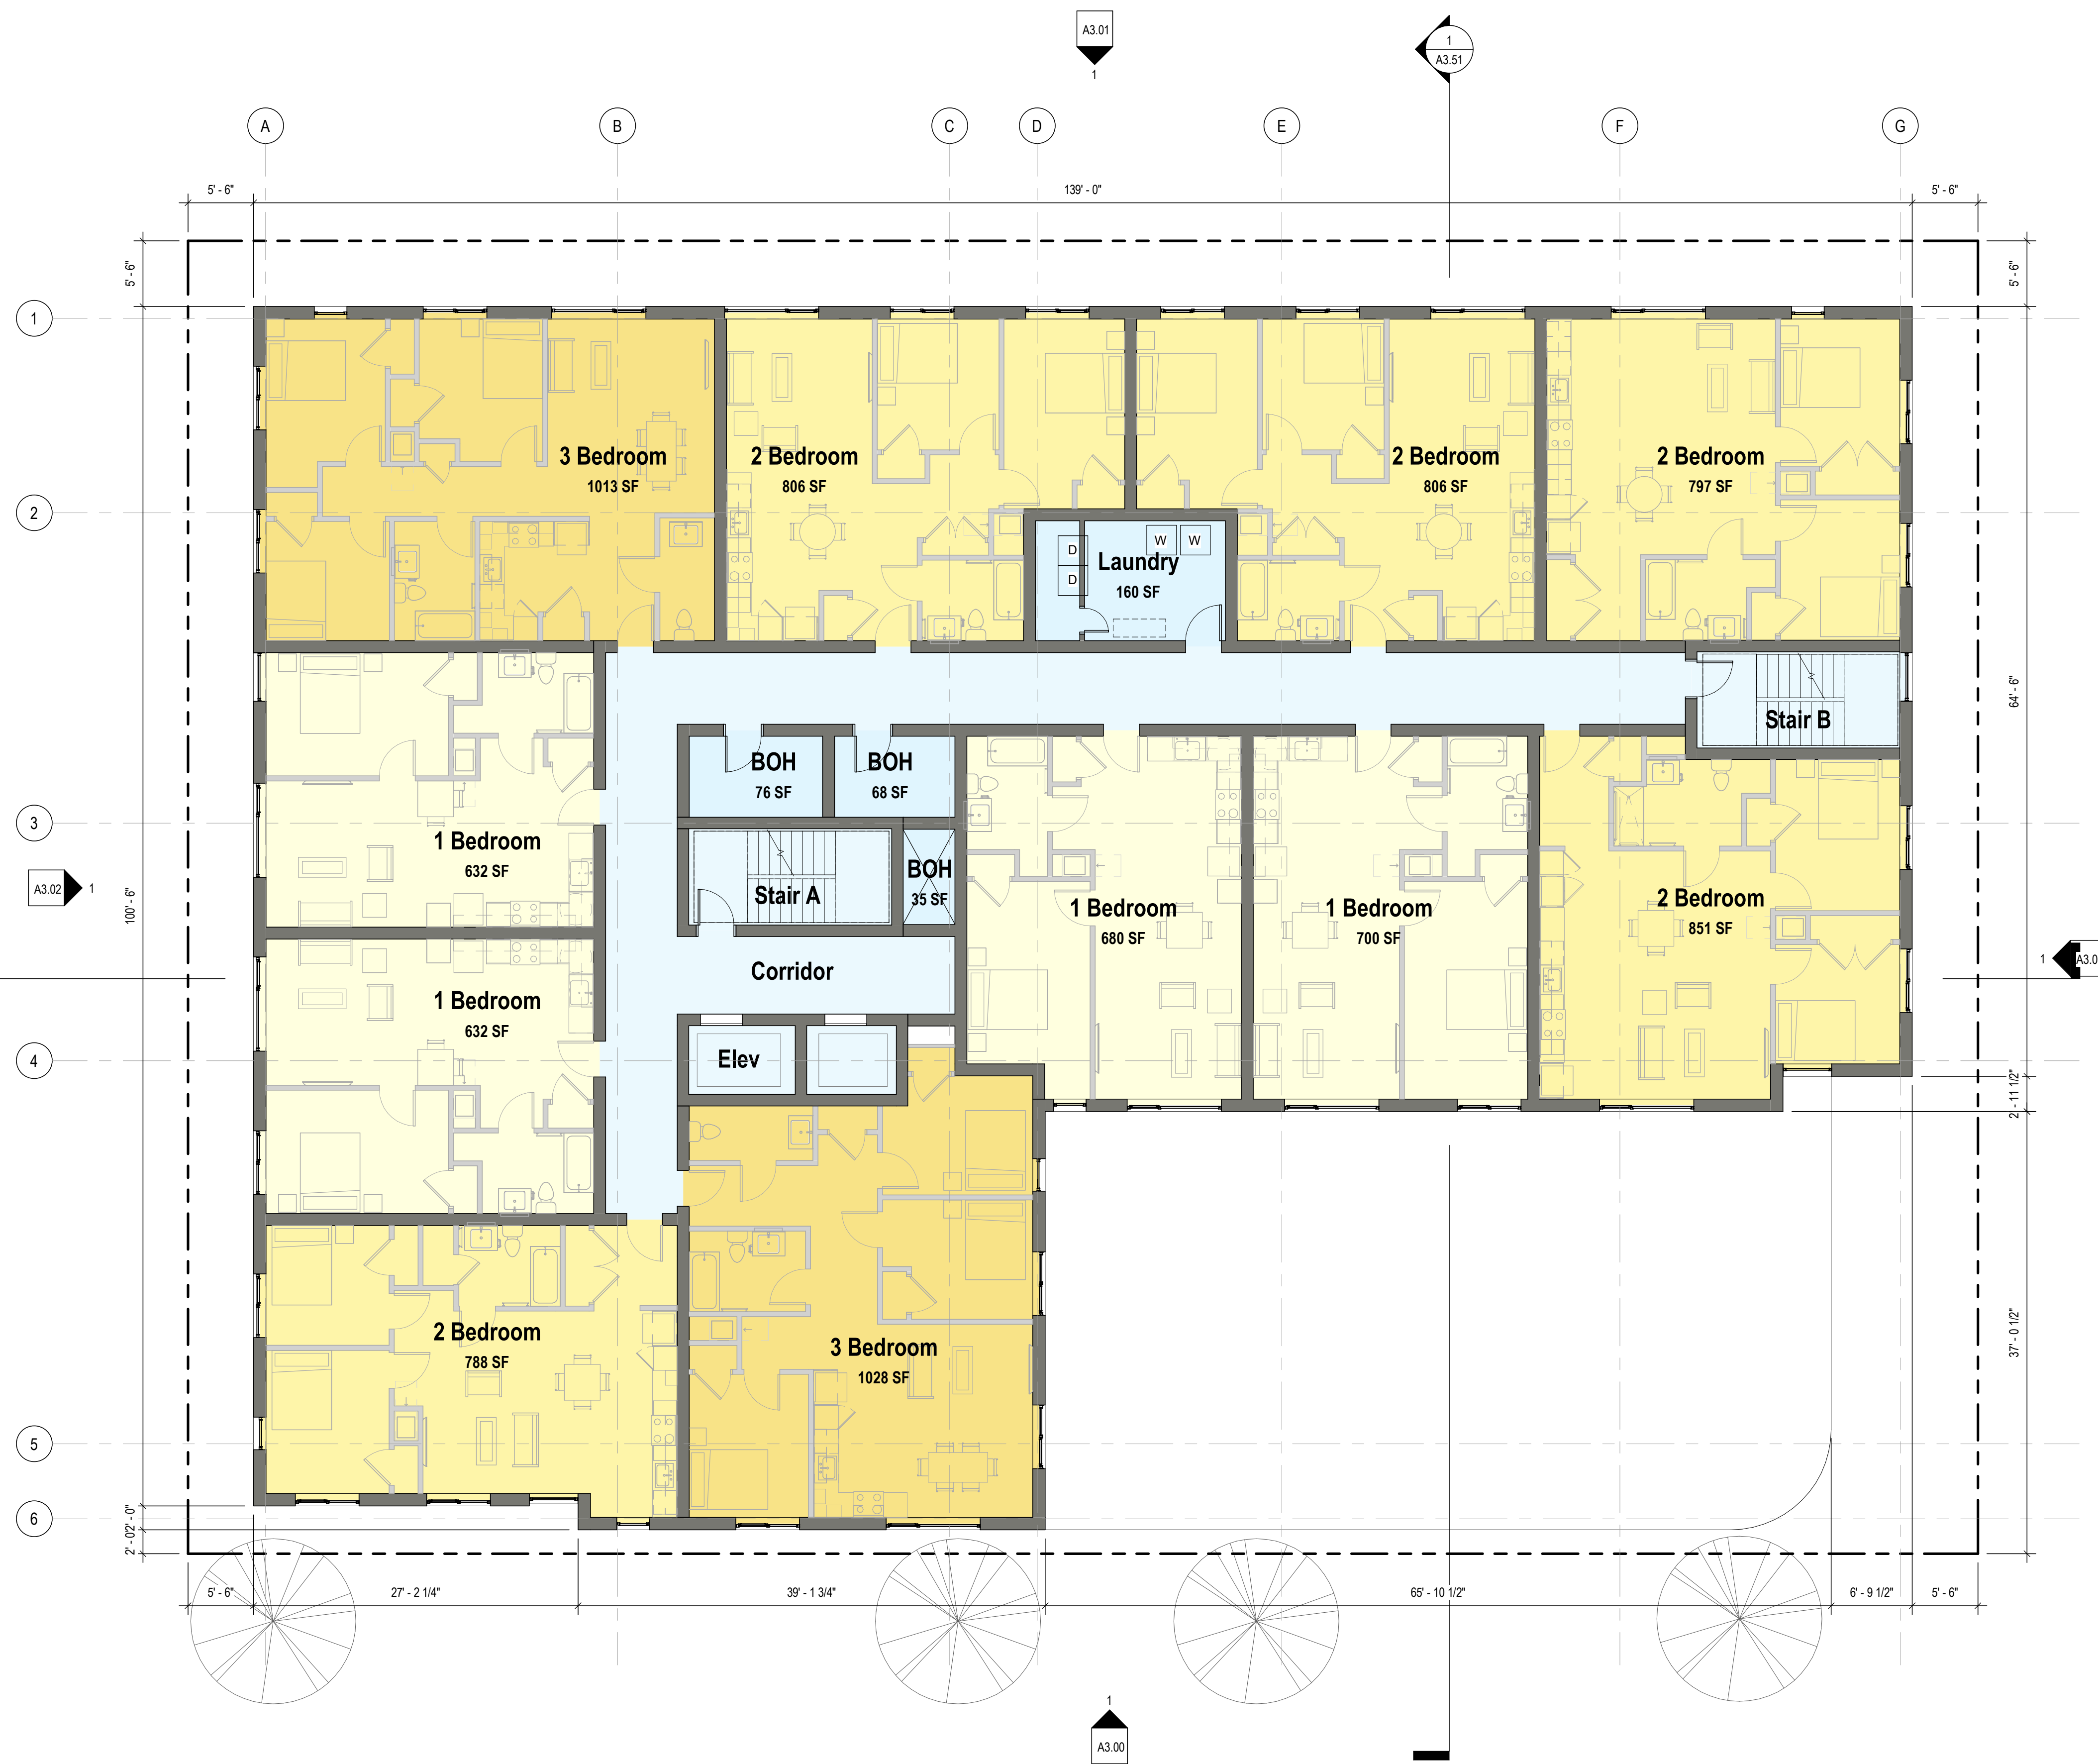 A3.01
1
1
A3.51
A
B
C
D
E
F
G
5' - 6"
139' - 0"
5' - 6"
5' - 6"
5' - 6"
1
2
3
4
5
6
3 Bedroom
1013 SF
2 Bedroom
806 SF
2 Bedroom
806 SF
2 Bedroom
797 SF
D
D
W
W
Laundry
160 SF
64' - 6"
Stair B
BOH
76 SF
BOH
68 SF
1 Bedroom
632 SF
A3.02
1
100' - 6"
Stair A
BOH
35 SF
1 Bedroom
680 SF
1 Bedroom
700 SF
2 Bedroom
851 SF
Corridor
1
A3.0
1 Bedroom
632 SF
Elev
2' - 11 1/2"
2 Bedroom
788 SF
3 Bedroom
1028 SF
37' - 0 1/2"
2' - 0"
2' - 0"
5' - 6"
27' - 2 1/4"
39' - 1 3/4"
65' - 10 1/2"
6' - 9 1/2"
5' - 6"
1
A3.00